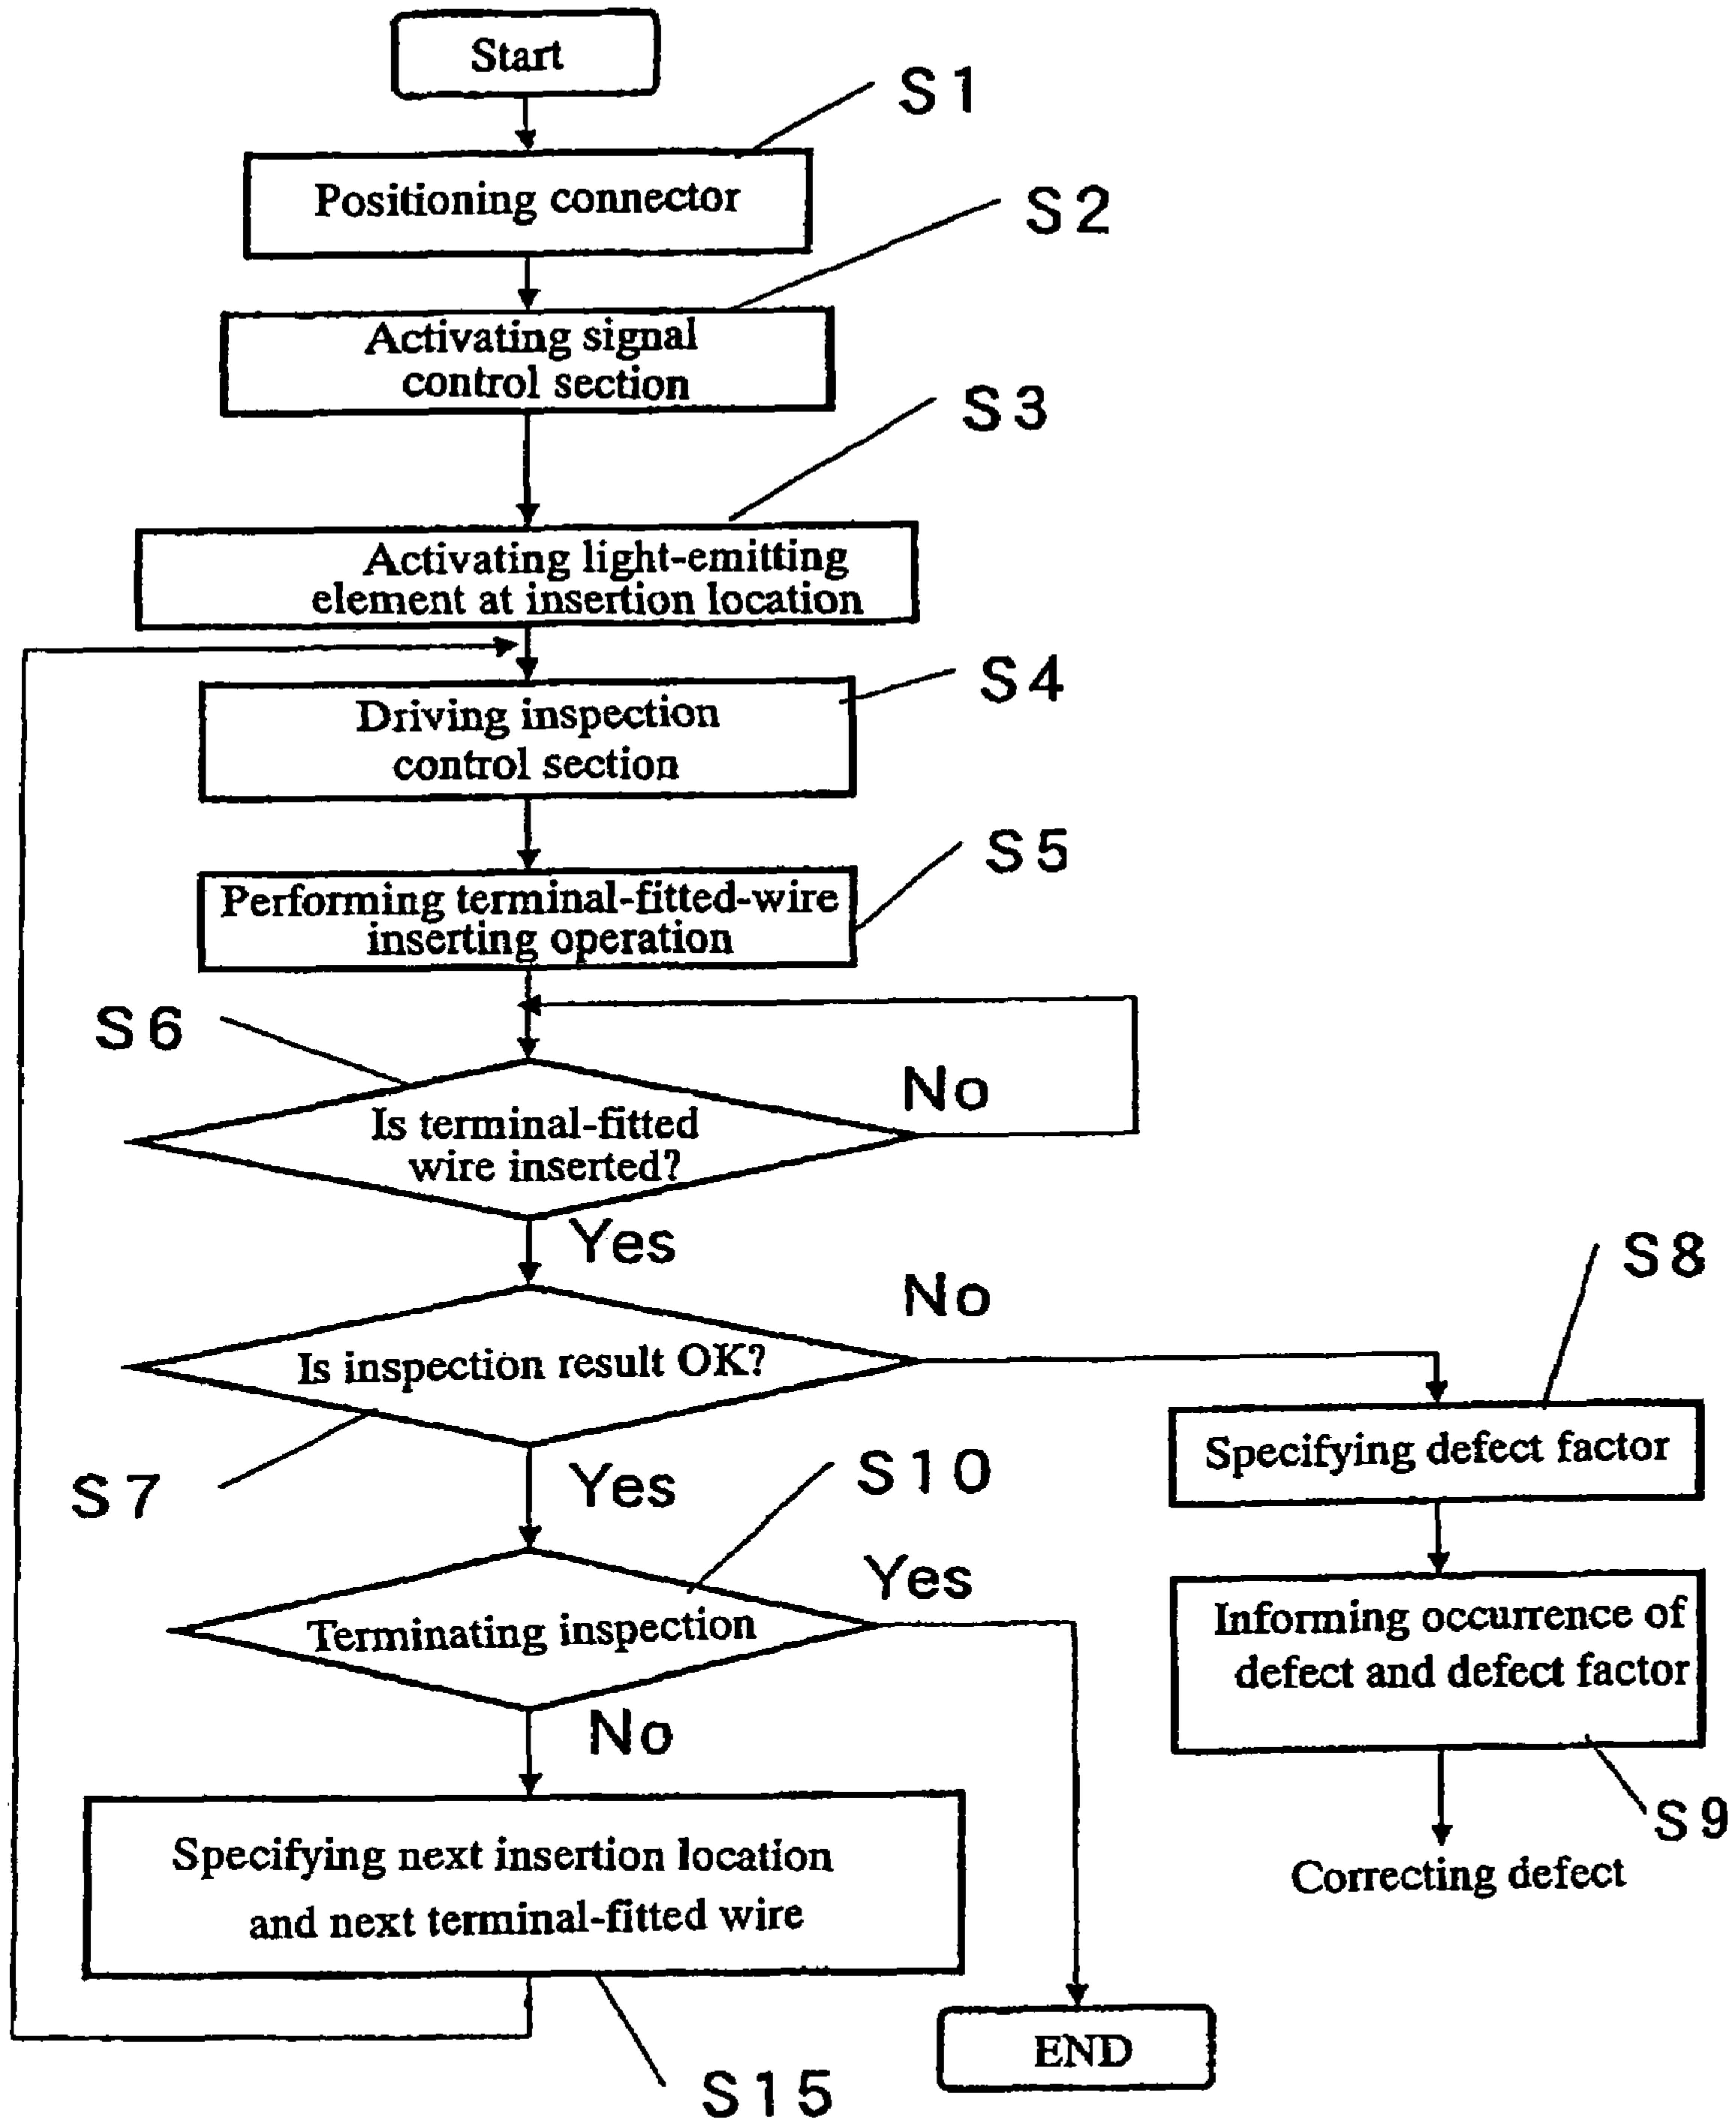 Start
S1
Positioning connector
S2
Activating signal
control section
S3
Activating light-emitting
element at insertion location
S4
Driving inspection
control section
S5
Performing terminal-fitted-wire
inserting operation
S6
No
Is terminal-fitted
wire inserted?
Yes
S8
No
Is inspection result OK?
Specifying defect factor
S7
Yes
S10
Yes
Terminating inspection
Informing occurrence of
defect and defect factor
No
S9
Specifying next insertion location
and next terminal-fitted wire
Correcting defect
END
S15